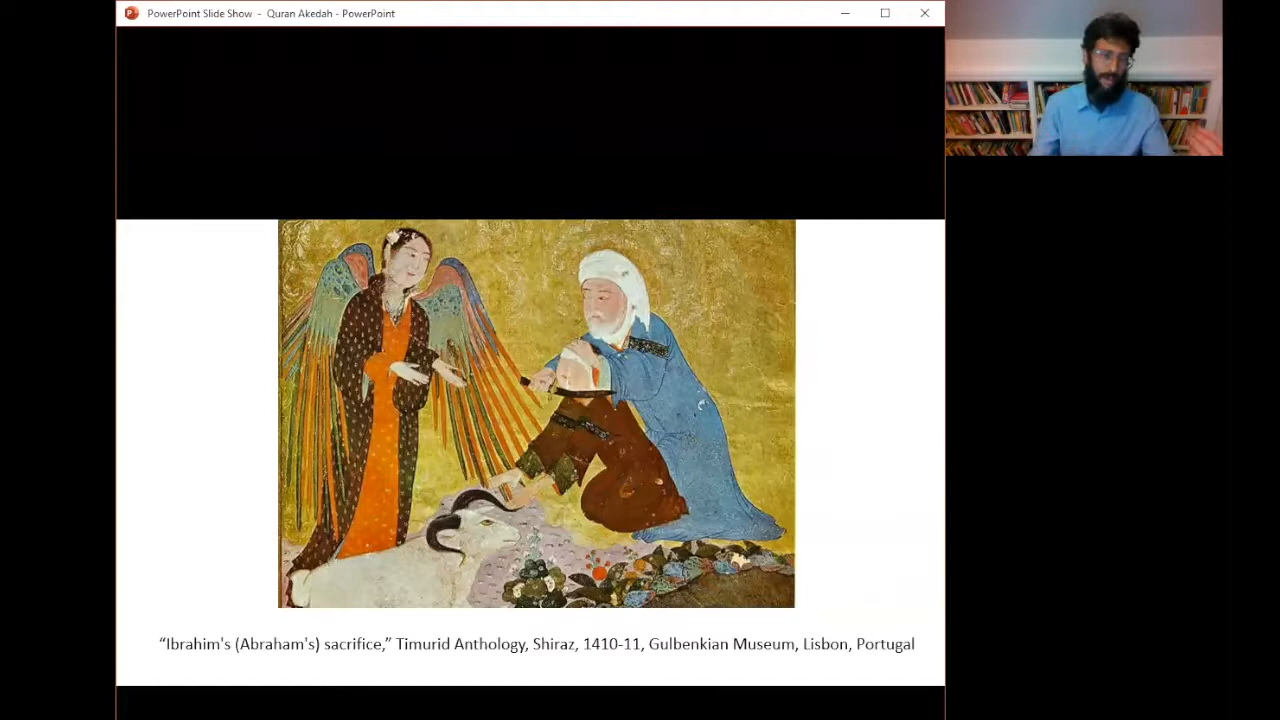 PowerPoint Slide Show - Quran Akedah - PowerPoint
“Ibrahim's (Abraham's) sacrifice,” Timurid Anthology, Shiraz, 1410-11, Gulbenkian Museum, Lisbon, Portugal